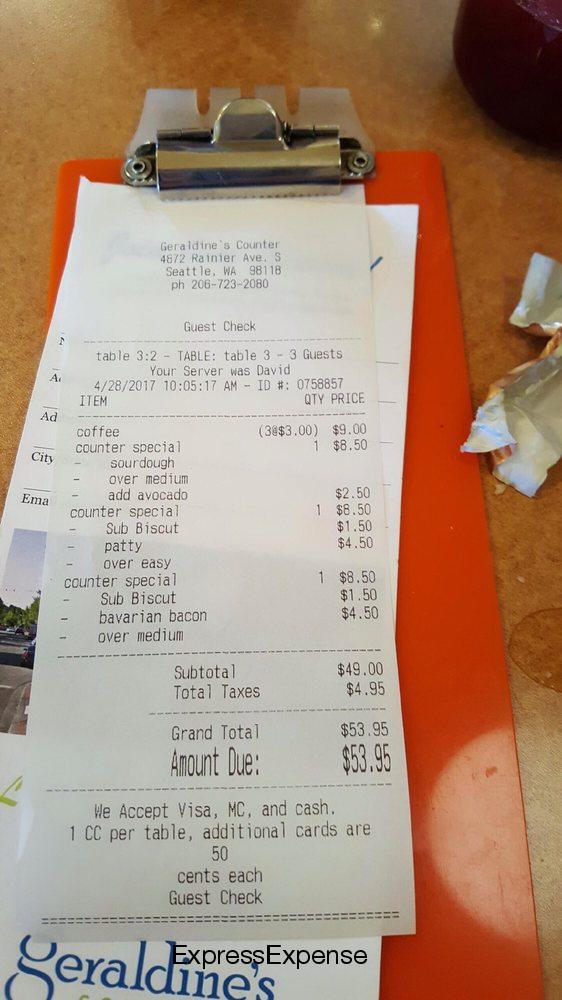 Geraldine's Counter
4872 Rainier Ave. S
Seattle, WA 98118
ph 206-723-2080
Guest Check
table 3:2 - TABLE: table 3 - 3 Guests
Your Server was David
4/28/2017 10:05:17 AM - ID #: 0758857
ITEM QTY PRICE
coffee (3@$3.00) $9.00
counter special 1 $8.50
- sourdough
- over medium
- add avocado $2.50
counter special 1 $8.50
- Sub Biscut $1.50
- patty $4.50
- over easy
counter special 1 $8.50
- Sub Biscut $1.50
- bavarian bacon $4.50
- over medium
Subtotal $49.00
Total Taxes $4.95
Grand Total $53.95
Amount Due: $53.95
We Accept Visa, MC, and cash.
1 CC per table, additional cards are
50
cents each
Guest Check
Ad
City
Ema
geraldine's
ExpressExpense